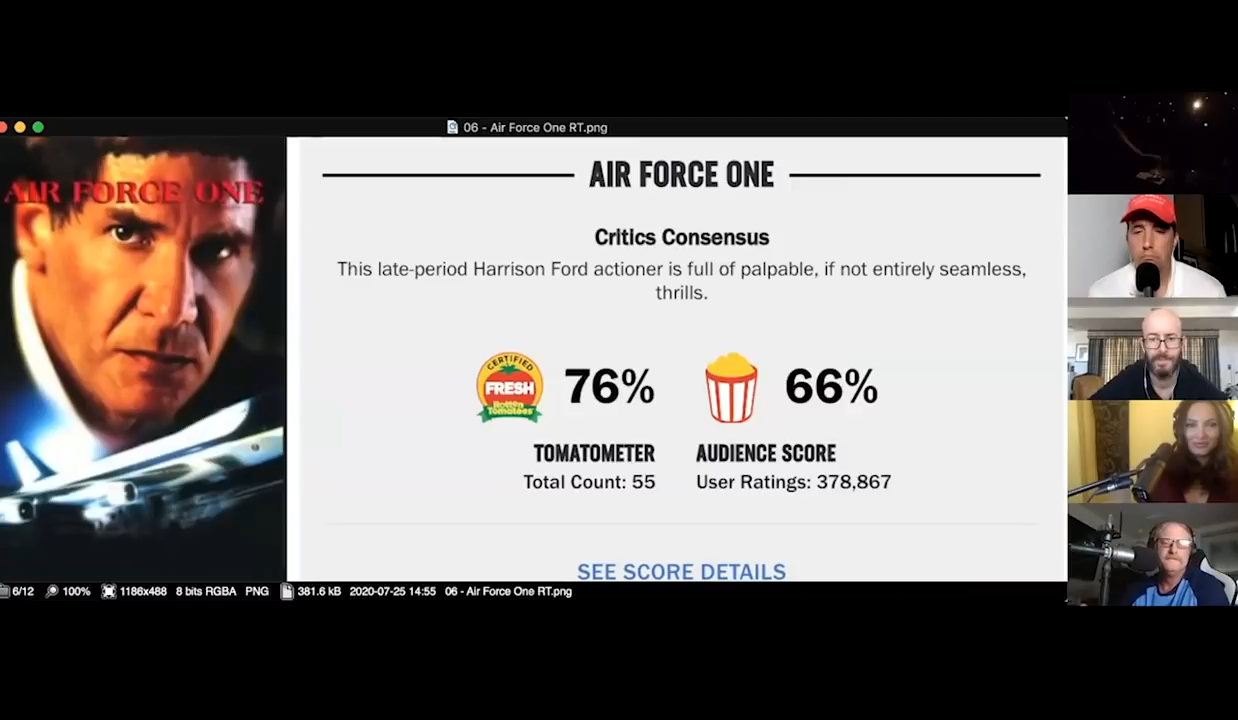 06 - Air Force One RT.png
AIR FORCE ONE
AIR FORCE ONE
Critics Consensus
This late-period Harrison Ford actioner is full of palpable, if not entirely seamless,
thrills.
CERTIFIED
FRESH
Rotten
Tomatoes
76%
66%
TOMATOMETER
AUDIENCE SCORE
Total Count: 55
User Ratings: 378,867
SEE SCORE DETAILS
6/12 100% 1186x488 8 bits RGBA PNG 381.6 kB 2020-07-25 14:55 06 - Air Force One RT.png